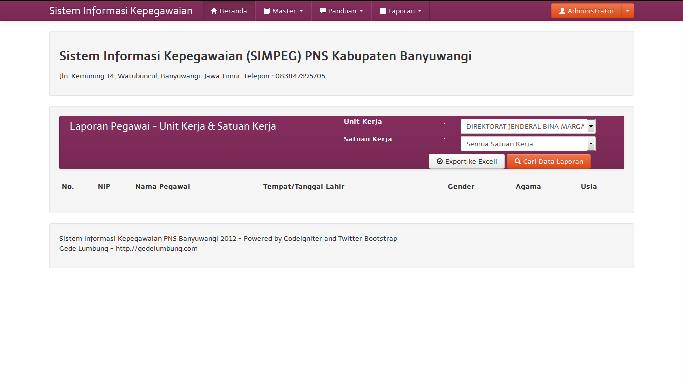 Sistem Informasi Kepegawaian Beranda Master Panduan Laporan Administrator
Sistem Informasi Kepegawaian (SIMPEG) PNS Kabupaten Banyuwangi
Jln. Kemuning 14, Watubuncul, Banyuwangi, Jawa Timur. Telepon : 083847995705
Laporan Pegawai - Unit Kerja & Satuan Kerja
Unit Kerja : DIREKTORAT JENDERAL BINA MARGA
Satuan Kerja : Semua Satuan Kerja
Export ke Excell Cari Data Laporan
No. NIP Nama Pegawai Tempat/Tanggal Lahir Gender Agama Usia
Sistem Informasi Kepegawaian PNS Banyuwangi 2012 - Powered by CodeIgniter and Twitter Bootstrap
Gede Lumbung - http://gedelumbung.com